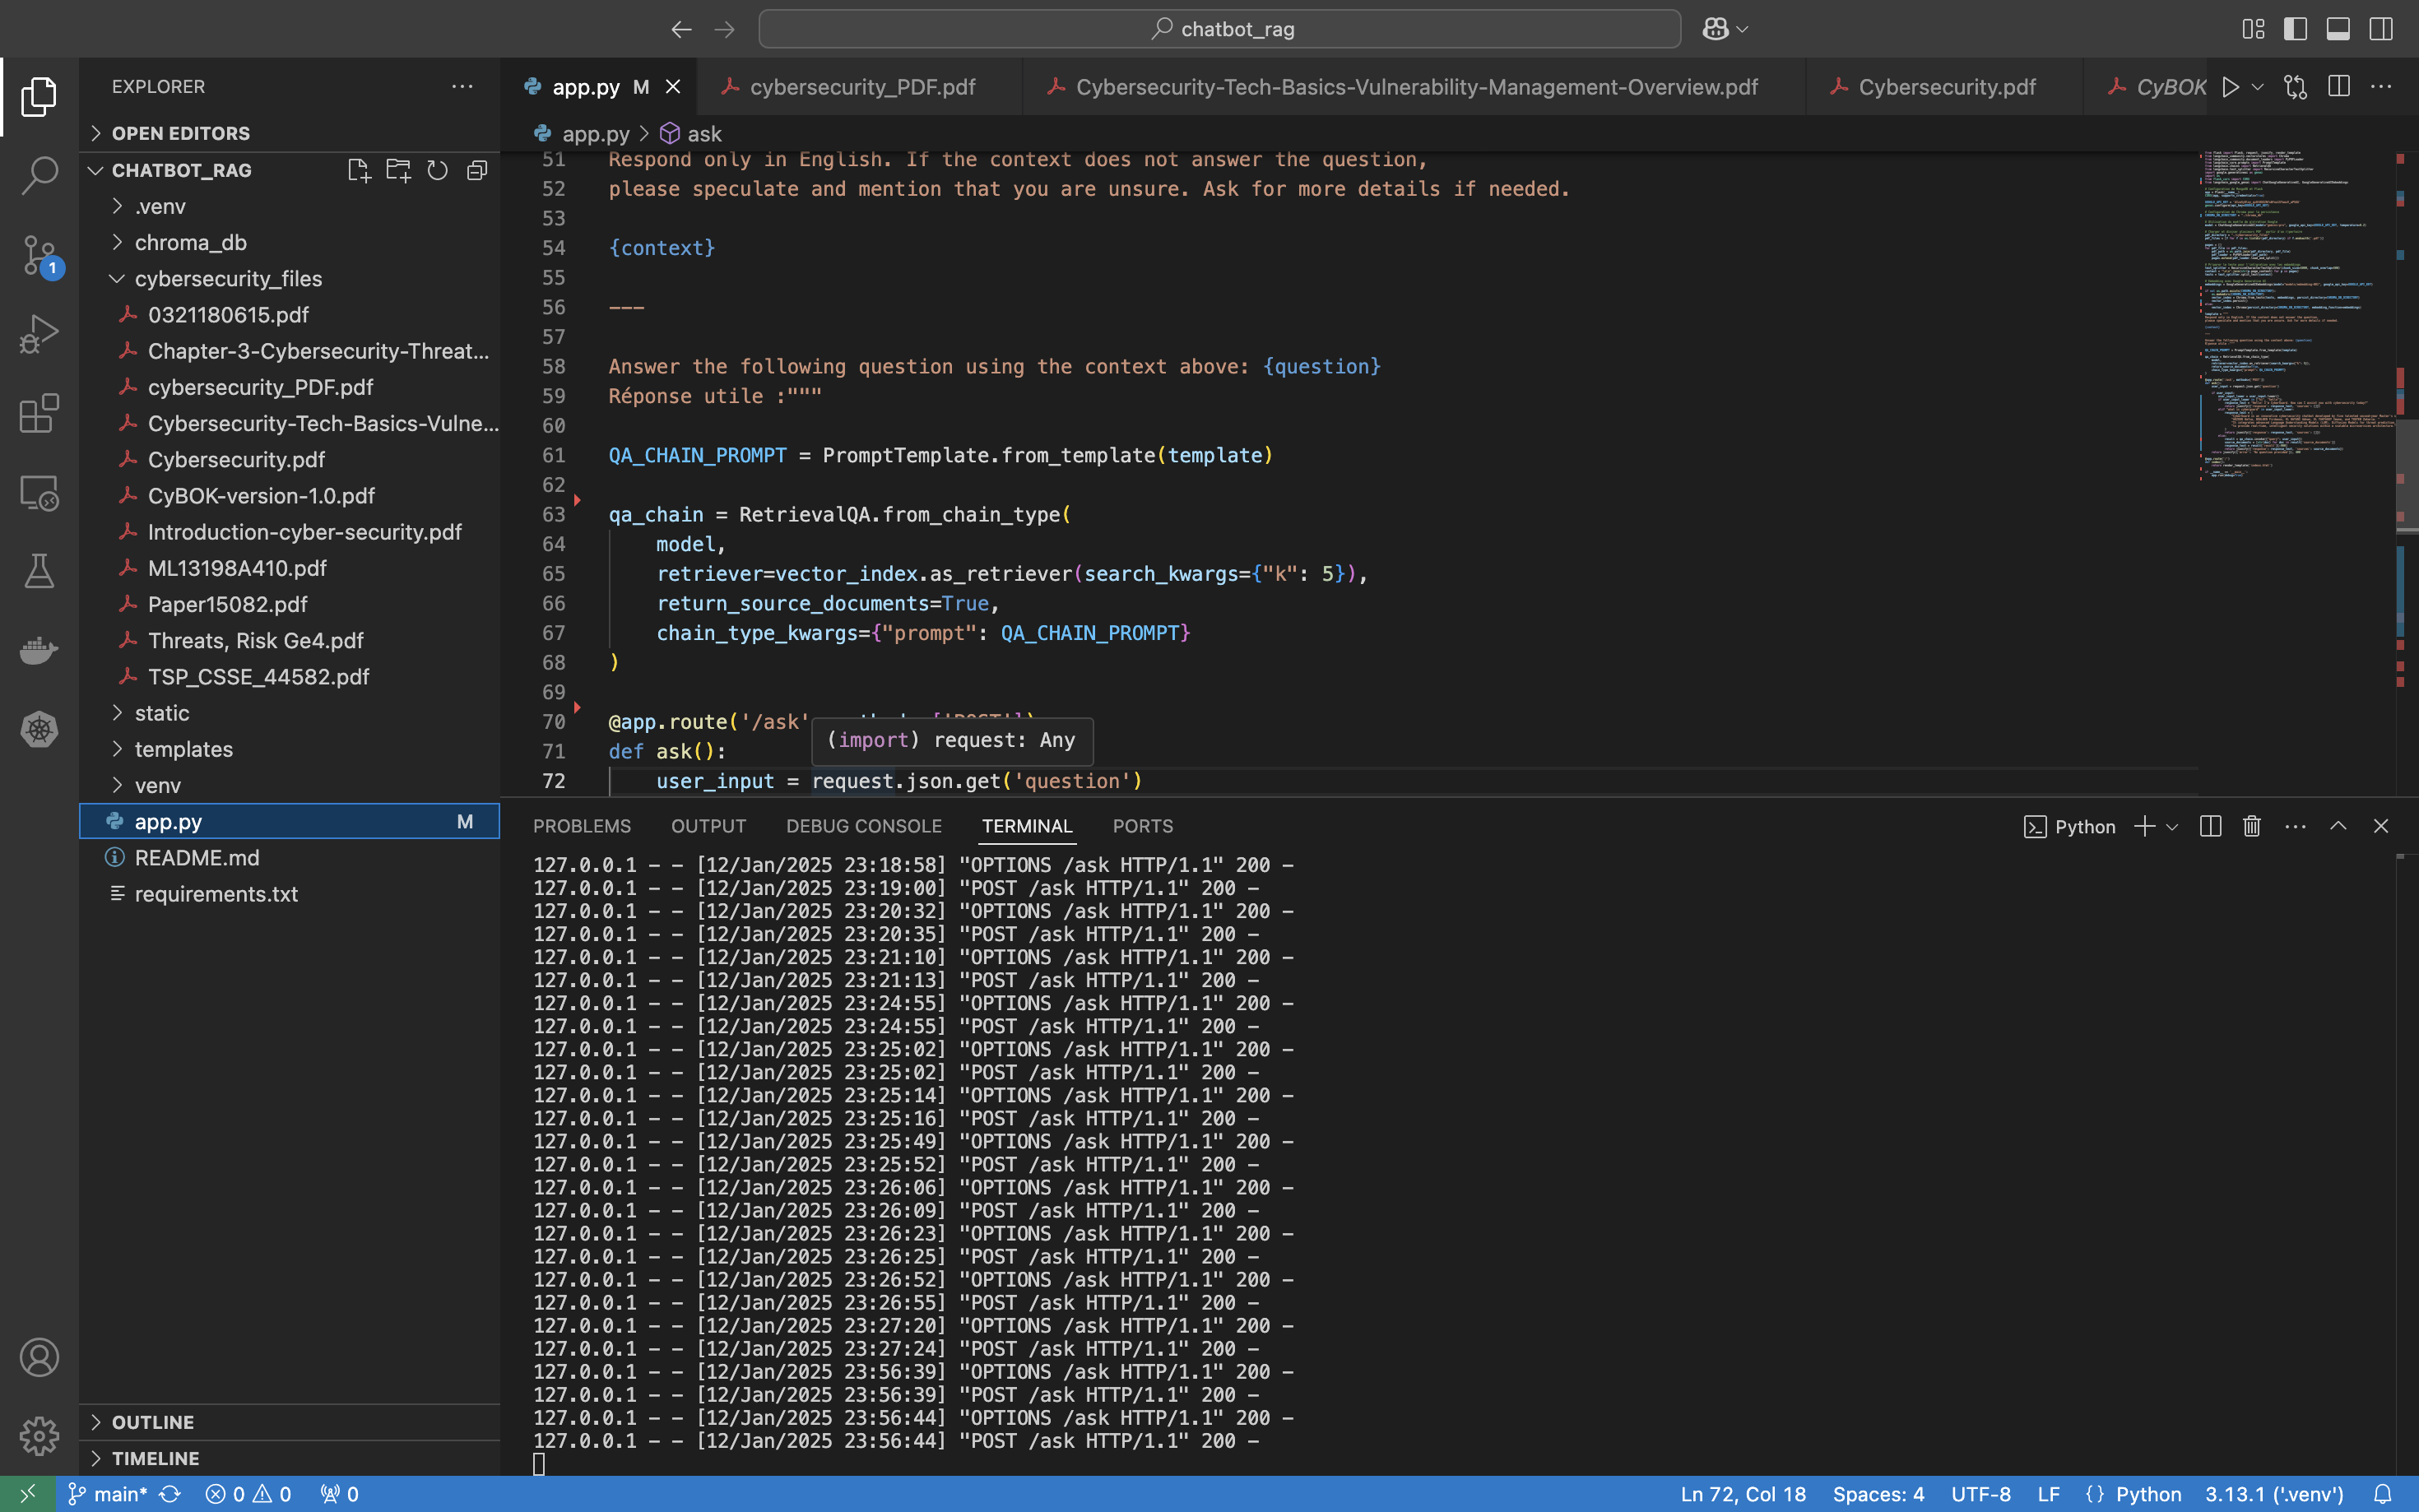 chatbot_rag
EXPLORER
OPEN EDITORS
CHATBOT_RAG
.venv
chroma_db
cybersecurity_files
0321180615.pdf
Chapter-3-Cybersecurity-Threat...
cybersecurity_PDF.pdf
Cybersecurity-Tech-Basics-Vulne...
Cybersecurity.pdf
CyBOK-version-1.0.pdf
Introduction-cyber-security.pdf
ML13198A410.pdf
Paper15082.pdf
Threats, Risk Ge4.pdf
TSP_CSSE_44582.pdf
static
templates
venv
app.py M
README.md
requirements.txt
OUTLINE
TIMELINE
1
app.py M
cybersecurity_PDF.pdf
Cybersecurity-Tech-Basics-Vulnerability-Management-Overview.pdf
Cybersecurity.pdf
CyBOK
app.py > ask
51 Respond only in English. If the context does not answer the question,
52 please speculate and mention that you are unsure. Ask for more details if needed.
53
54 {context}
55
56 ---
57
58 Answer the following question using the context above: {question}
59 Réponse utile :"""
60
61 QA_CHAIN_PROMPT = PromptTemplate.from_template(template)
62
63 qa_chain = RetrievalQA.from_chain_type(
64 model,
65 retriever=vector_index.as_retriever(search_kwargs={"k": 5}),
66 return_source_documents=True,
67 chain_type_kwargs={"prompt": QA_CHAIN_PROMPT}
68 )
69
70 @app.route('/ask'
(import) request: Any
71 def ask():
72 user_input = request.json.get('question')
PROBLEMS OUTPUT DEBUG CONSOLE TERMINAL PORTS
Python
127.0.0.1 - - [12/Jan/2025 23:18:58] "OPTIONS /ask HTTP/1.1" 200 -
127.0.0.1 - - [12/Jan/2025 23:19:00] "POST /ask HTTP/1.1" 200 -
127.0.0.1 - - [12/Jan/2025 23:20:32] "OPTIONS /ask HTTP/1.1" 200 -
127.0.0.1 - - [12/Jan/2025 23:20:35] "POST /ask HTTP/1.1" 200 -
127.0.0.1 - - [12/Jan/2025 23:21:10] "OPTIONS /ask HTTP/1.1" 200 -
127.0.0.1 - - [12/Jan/2025 23:21:13] "POST /ask HTTP/1.1" 200 -
127.0.0.1 - - [12/Jan/2025 23:24:55] "OPTIONS /ask HTTP/1.1" 200 -
127.0.0.1 - - [12/Jan/2025 23:24:55] "POST /ask HTTP/1.1" 200 -
127.0.0.1 - - [12/Jan/2025 23:25:02] "OPTIONS /ask HTTP/1.1" 200 -
127.0.0.1 - - [12/Jan/2025 23:25:02] "POST /ask HTTP/1.1" 200 -
127.0.0.1 - - [12/Jan/2025 23:25:14] "OPTIONS /ask HTTP/1.1" 200 -
127.0.0.1 - - [12/Jan/2025 23:25:16] "POST /ask HTTP/1.1" 200 -
127.0.0.1 - - [12/Jan/2025 23:25:49] "OPTIONS /ask HTTP/1.1" 200 -
127.0.0.1 - - [12/Jan/2025 23:25:52] "POST /ask HTTP/1.1" 200 -
127.0.0.1 - - [12/Jan/2025 23:26:06] "OPTIONS /ask HTTP/1.1" 200 -
127.0.0.1 - - [12/Jan/2025 23:26:09] "POST /ask HTTP/1.1" 200 -
127.0.0.1 - - [12/Jan/2025 23:26:23] "OPTIONS /ask HTTP/1.1" 200 -
127.0.0.1 - - [12/Jan/2025 23:26:25] "POST /ask HTTP/1.1" 200 -
127.0.0.1 - - [12/Jan/2025 23:26:52] "OPTIONS /ask HTTP/1.1" 200 -
127.0.0.1 - - [12/Jan/2025 23:26:55] "POST /ask HTTP/1.1" 200 -
127.0.0.1 - - [12/Jan/2025 23:27:20] "OPTIONS /ask HTTP/1.1" 200 -
127.0.0.1 - - [12/Jan/2025 23:27:24] "POST /ask HTTP/1.1" 200 -
127.0.0.1 - - [12/Jan/2025 23:56:39] "OPTIONS /ask HTTP/1.1" 200 -
127.0.0.1 - - [12/Jan/2025 23:56:39] "POST /ask HTTP/1.1" 200 -
127.0.0.1 - - [12/Jan/2025 23:56:44] "OPTIONS /ask HTTP/1.1" 200 -
127.0.0.1 - - [12/Jan/2025 23:56:44] "POST /ask HTTP/1.1" 200 -
main* 0 0 0 Ln 72, Col 18 Spaces: 4 UTF-8 LF {} Python 3.13.1 ('.venv')